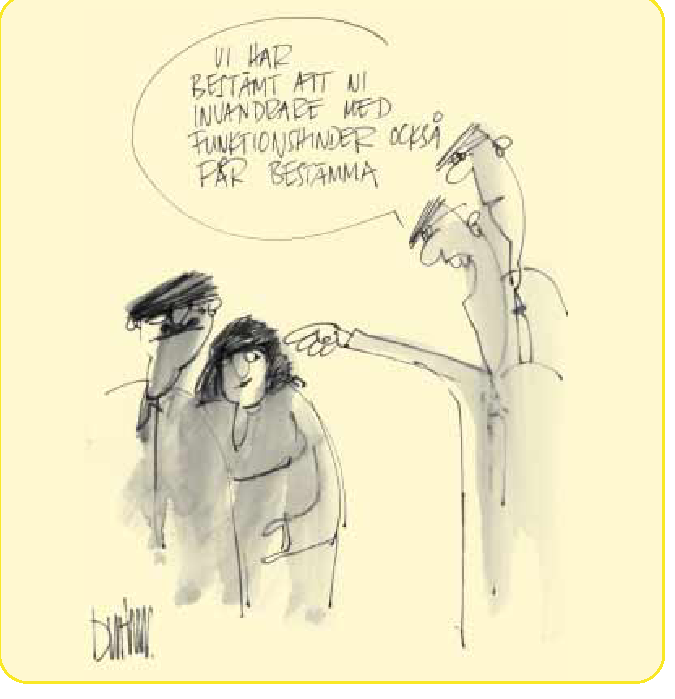 VI HAR
BESTÄMT ATT NI
INVANDRARE MED
FUNKTIONSHINDER OCKSÅ
FÅR BESTÄMMA